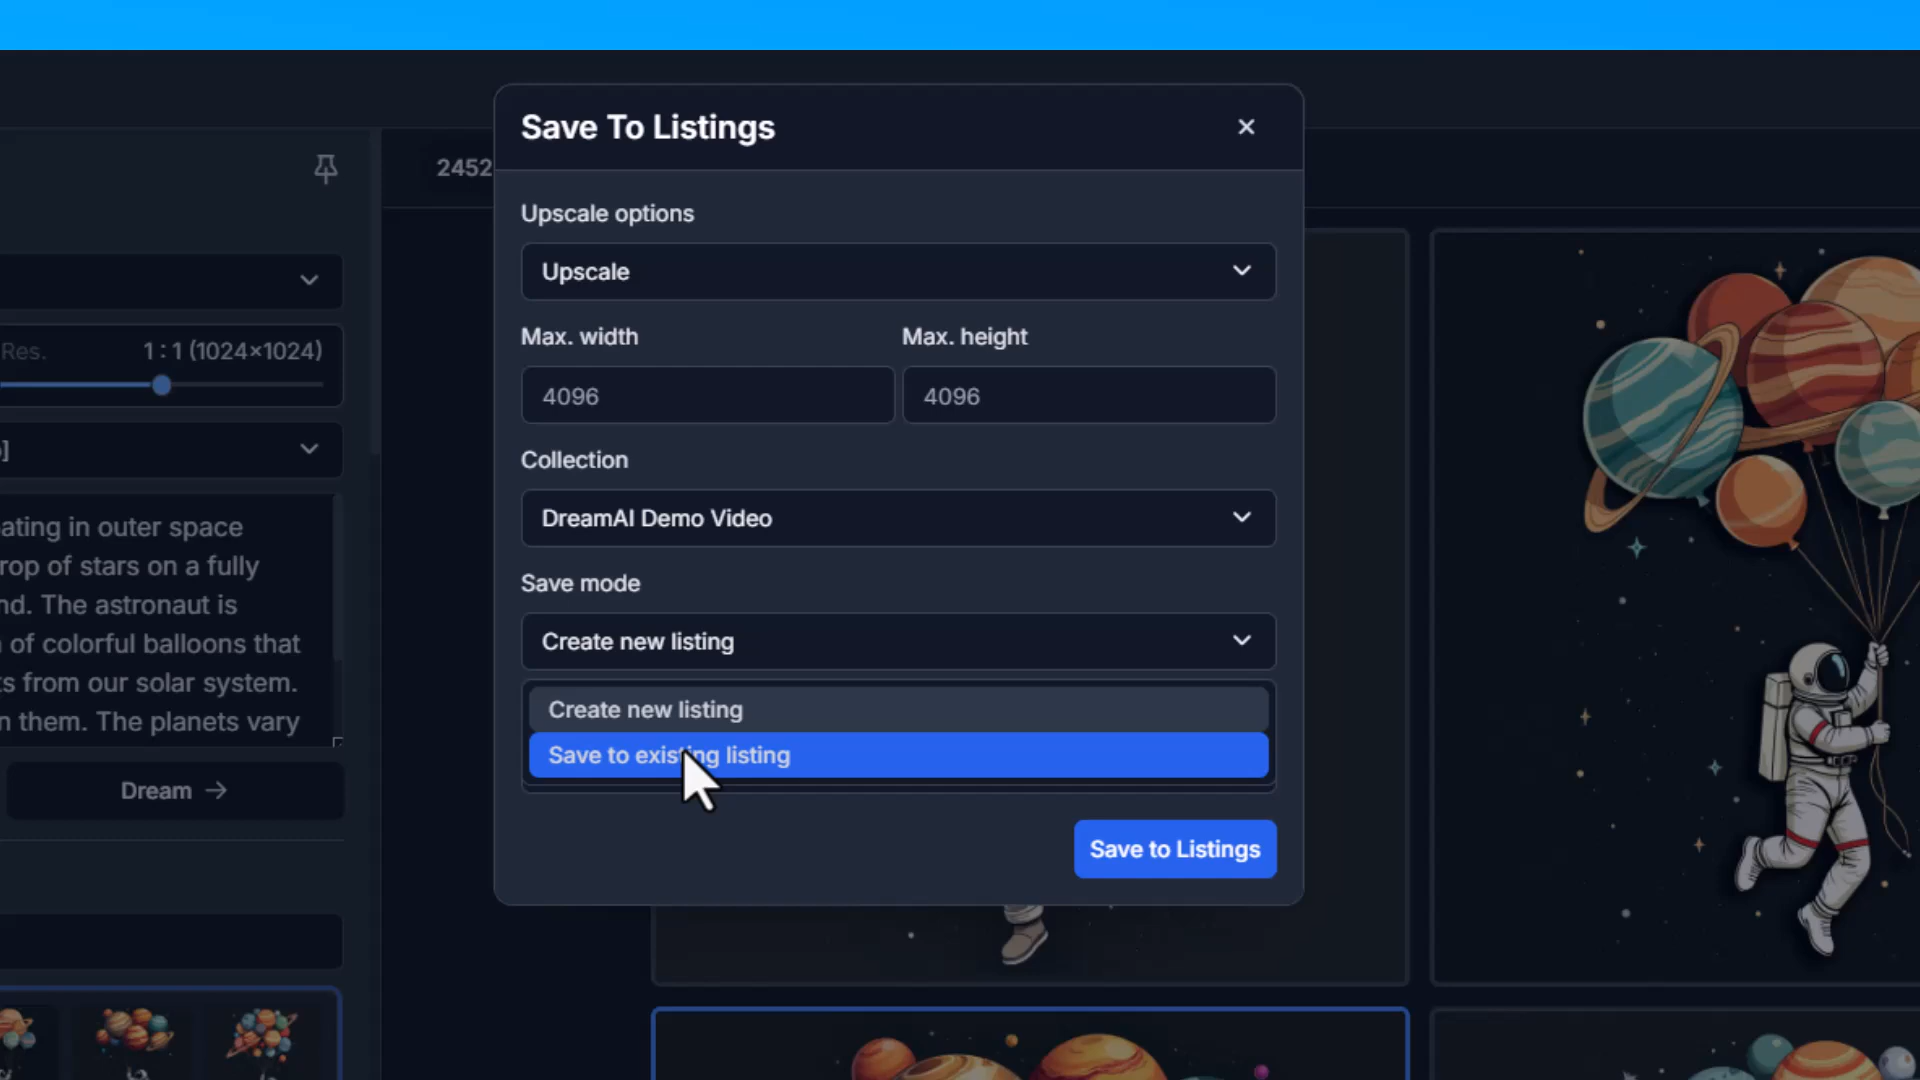 Save To Listings
2452
Upscale options
Upscale
Res. 1 : 1 (1024×1024)
Max. width Max. height
4096 4096
Collection
DreamAI Demo Video
ating in outer space
rop of stars on a fully
nd. The astronaut is
of colorful balloons that
ts from our solar system.
n them. The planets vary
Save mode
Create new listing
Create new listing
Save to existing listing
Dream →
Save to Listings